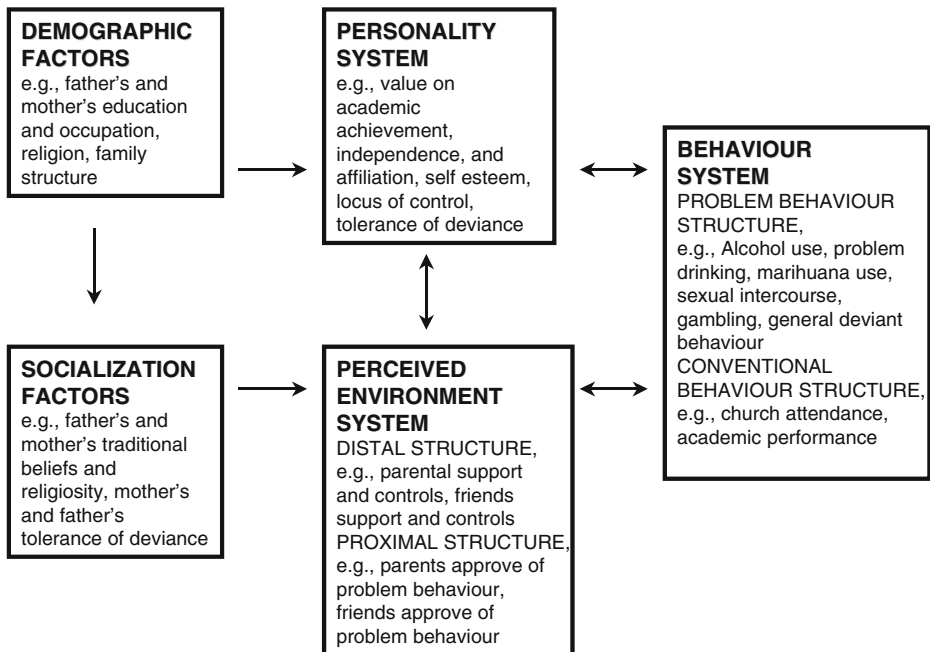 DEMOGRAPHIC
FACTORS
e.g., father's and
mother's education
and occupation,
religion, family
structure
PERSONALITY
SYSTEM
e.g., value on
academic
achievement,
independence, and
affiliation, self esteem,
locus of control,
tolerance of deviance
BEHAVIOUR
SYSTEM
PROBLEM BEHAVIOUR
STRUCTURE,
e.g., Alcohol use, problem
drinking, marihuana use,
sexual intercourse,
gambling, general deviant
behaviour
CONVENTIONAL
BEHAVIOUR STRUCTURE,
e.g., church attendance,
academic performance
SOCIALIZATION
FACTORS
e.g., father's and
mother's traditional
beliefs and
religiosity, mother's
and father's
tolerance of deviance
PERCEIVED
ENVIRONMENT
SYSTEM
DISTAL STRUCTURE,
e.g., parental support
and controls, friends
support and controls
PROXIMAL STRUCTURE,
e.g., parents approve of
problem behaviour,
friends approve of
problem behaviour